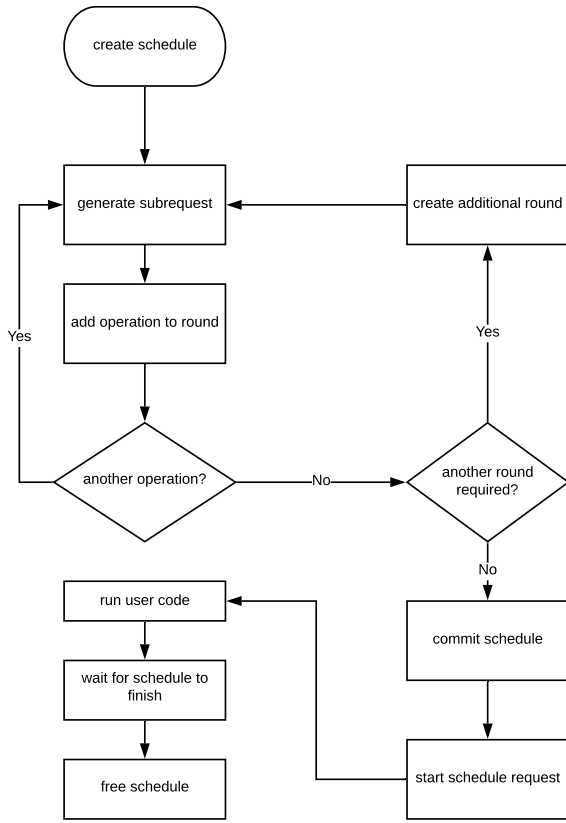 create schedule
generate subrequest
create additional round
add operation to round
Yes
Yes
another operation?
No
another round
required?
No
run user code
commit schedule
wait for schedule to
finish
start schedule request
free schedule